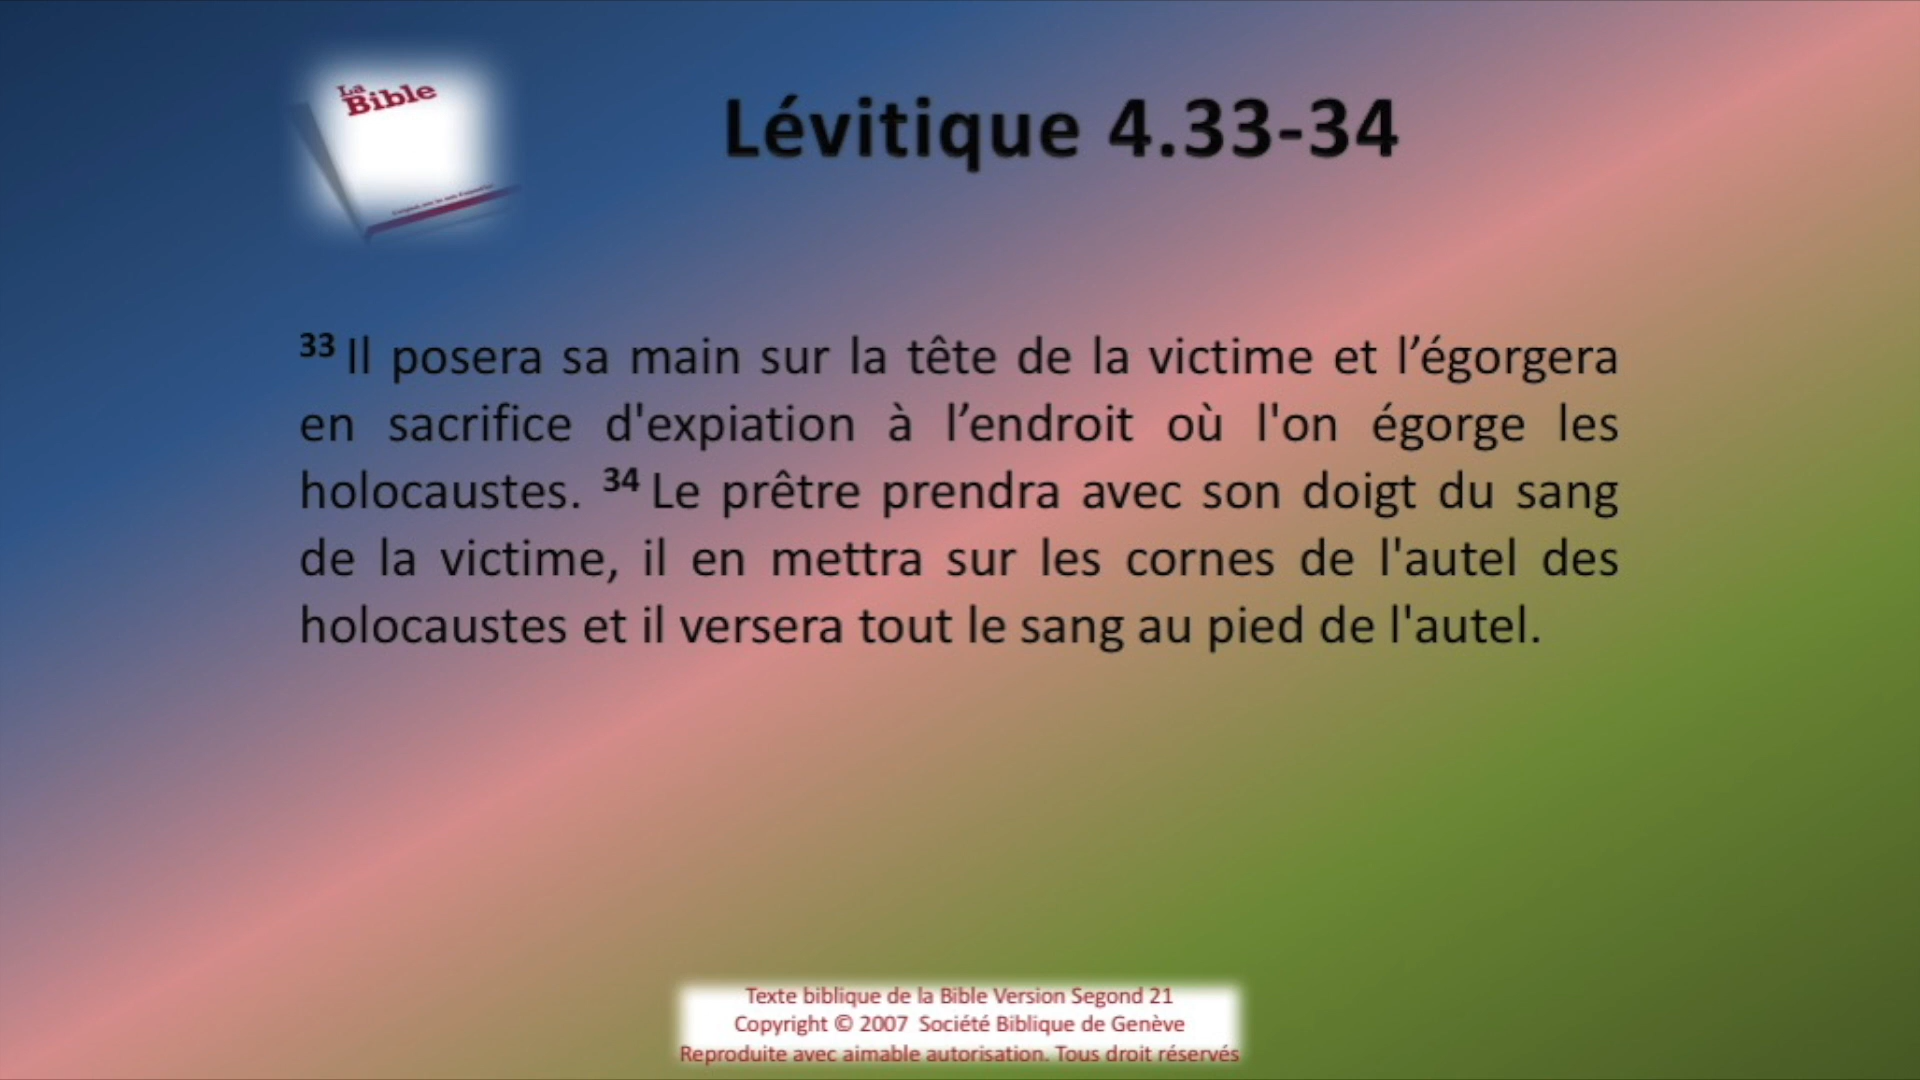 La
Bible
Lévitique 4.33-34
33 Il posera sa main sur la tête de la victime et l’égorgera
en sacrifice d'expiation à l’endroit où l'on égorge les
holocaustes. 34 Le prêtre prendra avec son doigt du sang
de la victime, il en mettra sur les cornes de l'autel des
holocaustes et il versera tout le sang au pied de l'autel.
Texte biblique de la Bible Version Segond 21
Copyright © 2007 Société Biblique de Genève
Reproduite avec aimable autorisation. Tous droit réservés